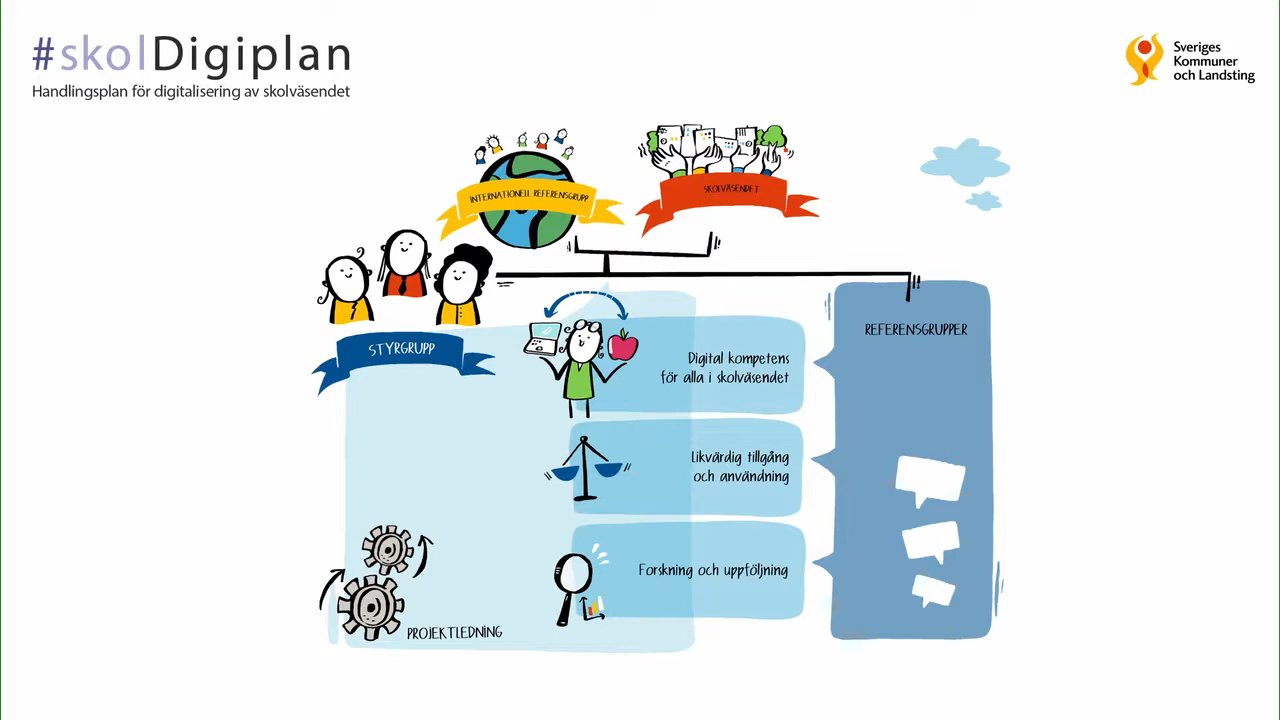 #skolDigiplan
Handlingsplan för digitalisering av skolväsendet
Sveriges
Kommuner
och Landsting
INTERNATIONELL REFERENSGRUPP
SKOLVÄSENDET
STYRGRUPP
REFERENSGRUPPER
Digital kompetens
för alla i skolväsendet
Likvärdig tillgång
och användning
Forskning och uppföljning
PROJEKTLEDNING